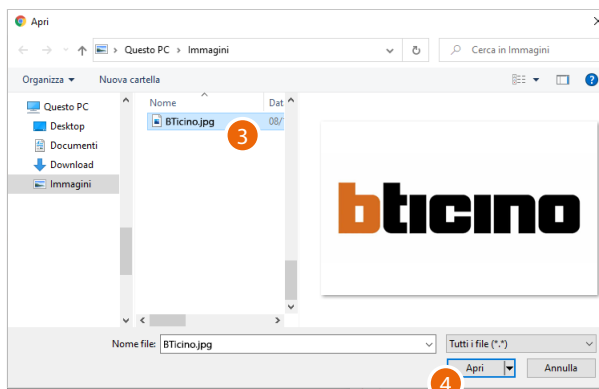 Apri
Questo PC > Immagini
Cerca in Immagini
Organizza
Nuova cartella
Questo PC
Desktop
Documenti
Download
Immagini
Nome
Dat
BTicino.jpg
08/
3
bticino
Nome file:
BTicino.jpg
Tutti i file (*.*)
Apri
Annulla
4